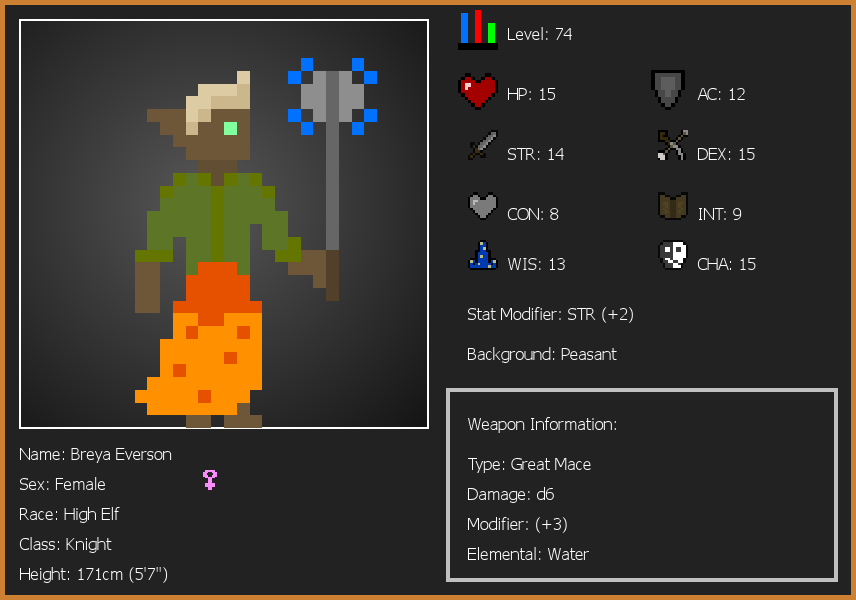 Level: 74
HP: 15
AC: 12
STR: 14
DEX: 15
CON: 8
INT: 9
WIS: 13
CHA: 15
Stat Modifier: STR (+2)
Background: Peasant
Weapon Information:
Type: Great Mace
Damage: d6
Modifier: (+3)
Elemental: Water
Name: Breya Everson
Sex: Female
Race: High Elf
Class: Knight
Height: 171cm (5'7")